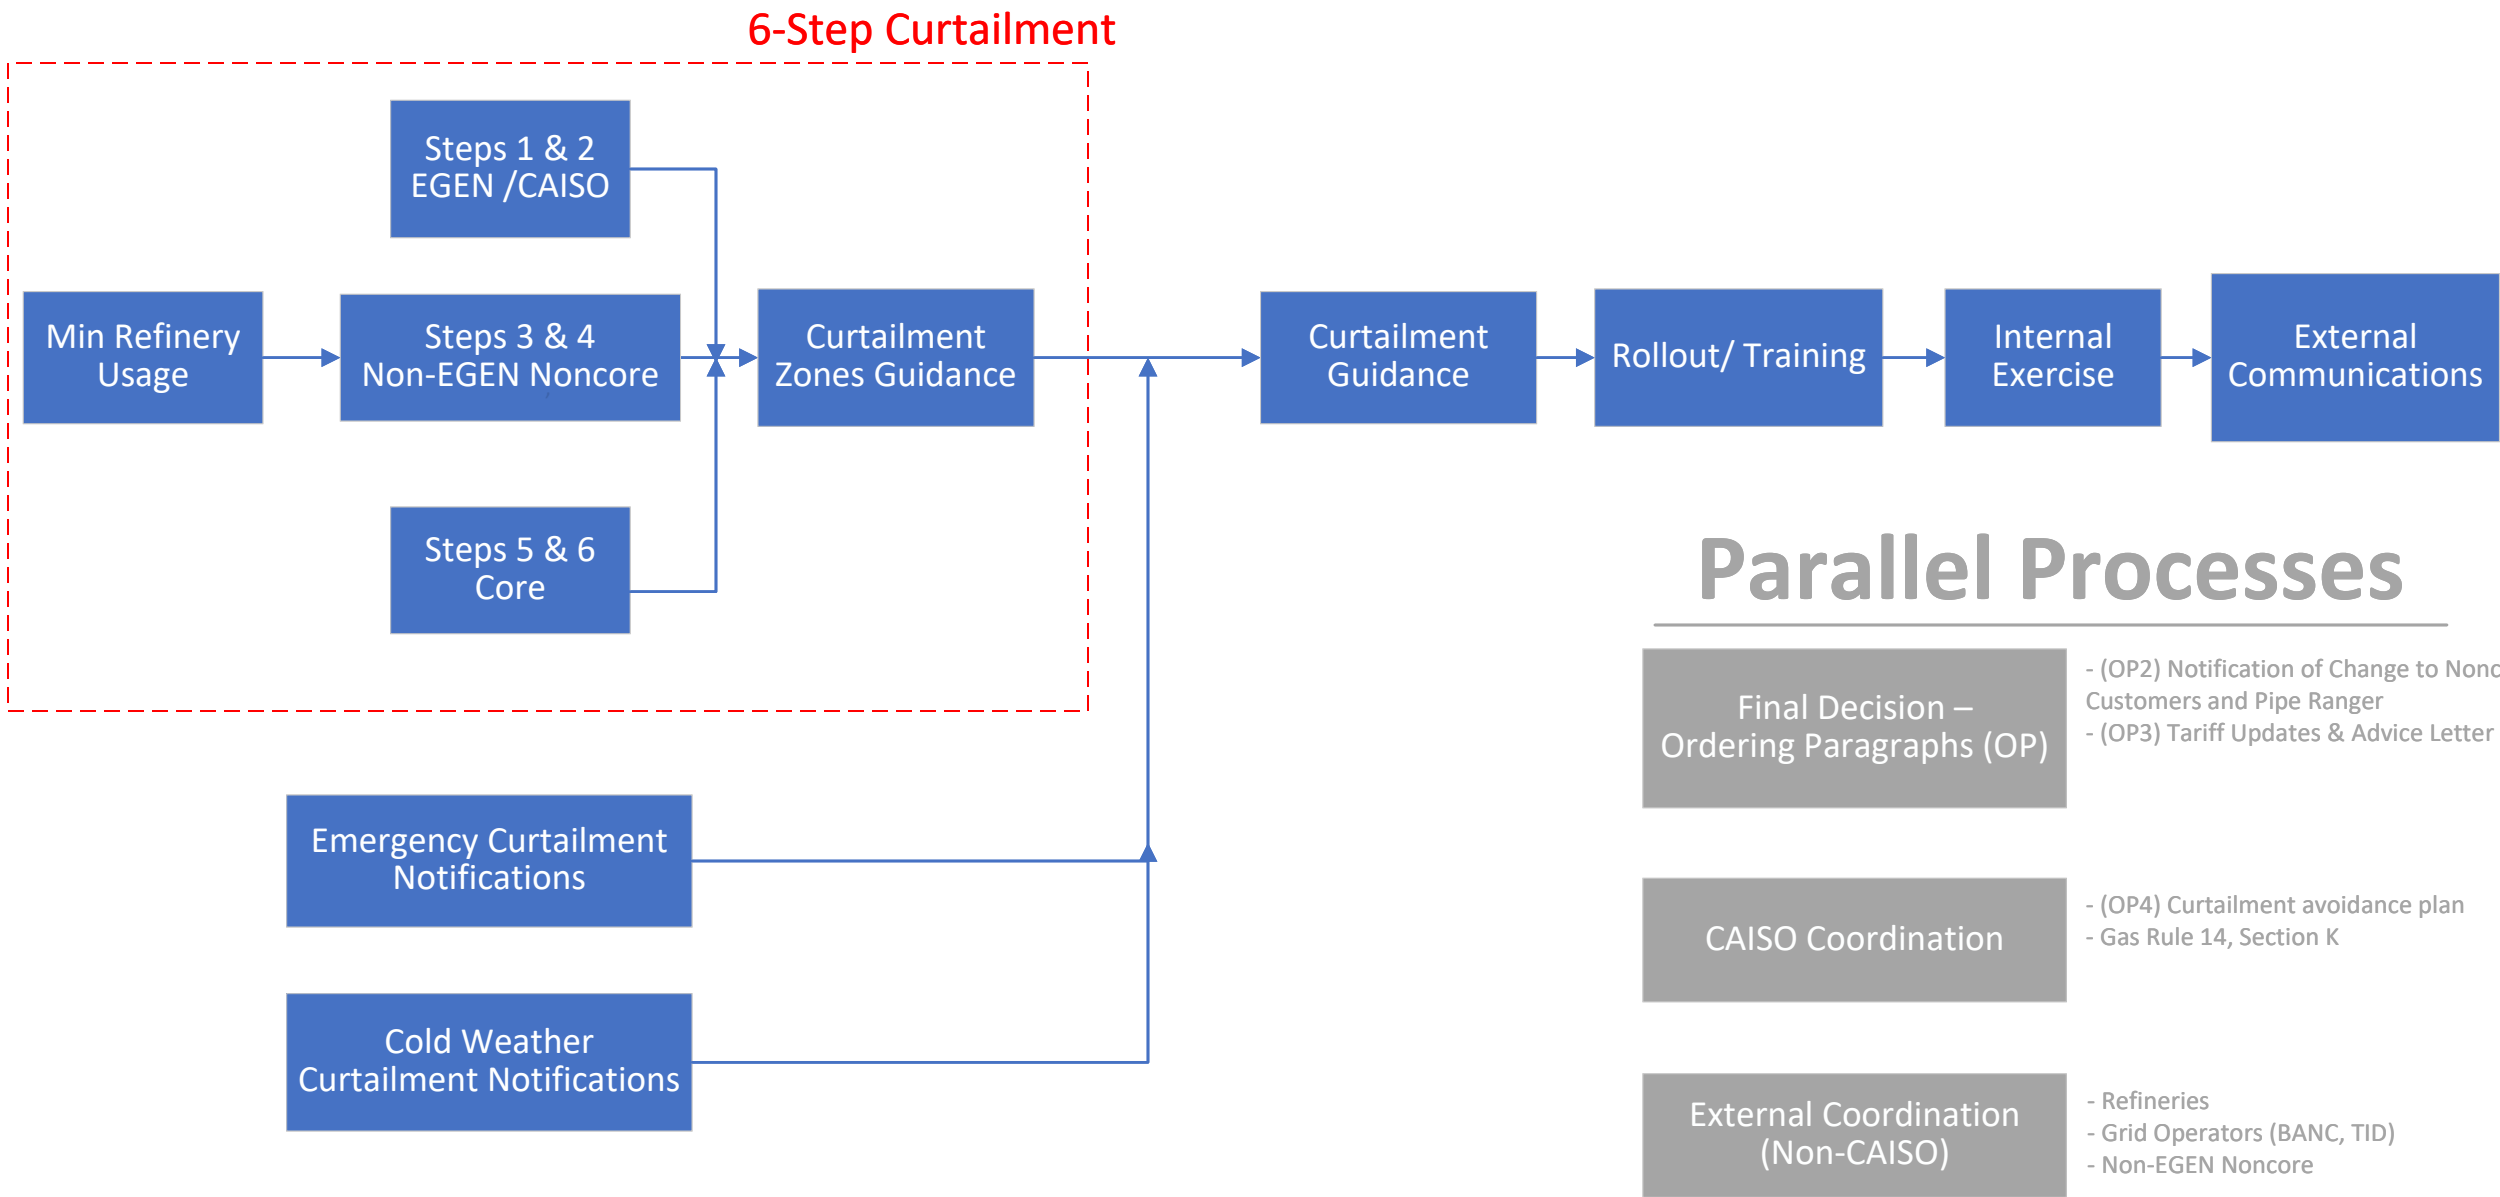 6-Step Curtailment
Steps 1 & 2
EGEN /CAISO
Min Refinery
Usage
Steps 3 & 4
Non-EGEN Noncore
Curtailment
Zones Guidance
Curtailment
Guidance
Rollout/ Training
Internal
Exercise
External
Communications
Steps 5 & 6
Core
Emergency Curtailment
Notifications
Cold Weather
Curtailment Notifications
Parallel Processes
Final Decision –
Ordering Paragraphs (OP)
- (OP2) Notification of Change to
Customers and Pipe Ranger
- (OP3) Tariff Updates & Advice Letter
CAISO Coordination
- (OP4) Curtailment avoidance plan
- Gas Rule 14, Section K
External Coordination
(Non-CAISO)
- Refineries
- Grid Operators (BANC, TID)
- Non-EGEN Noncore